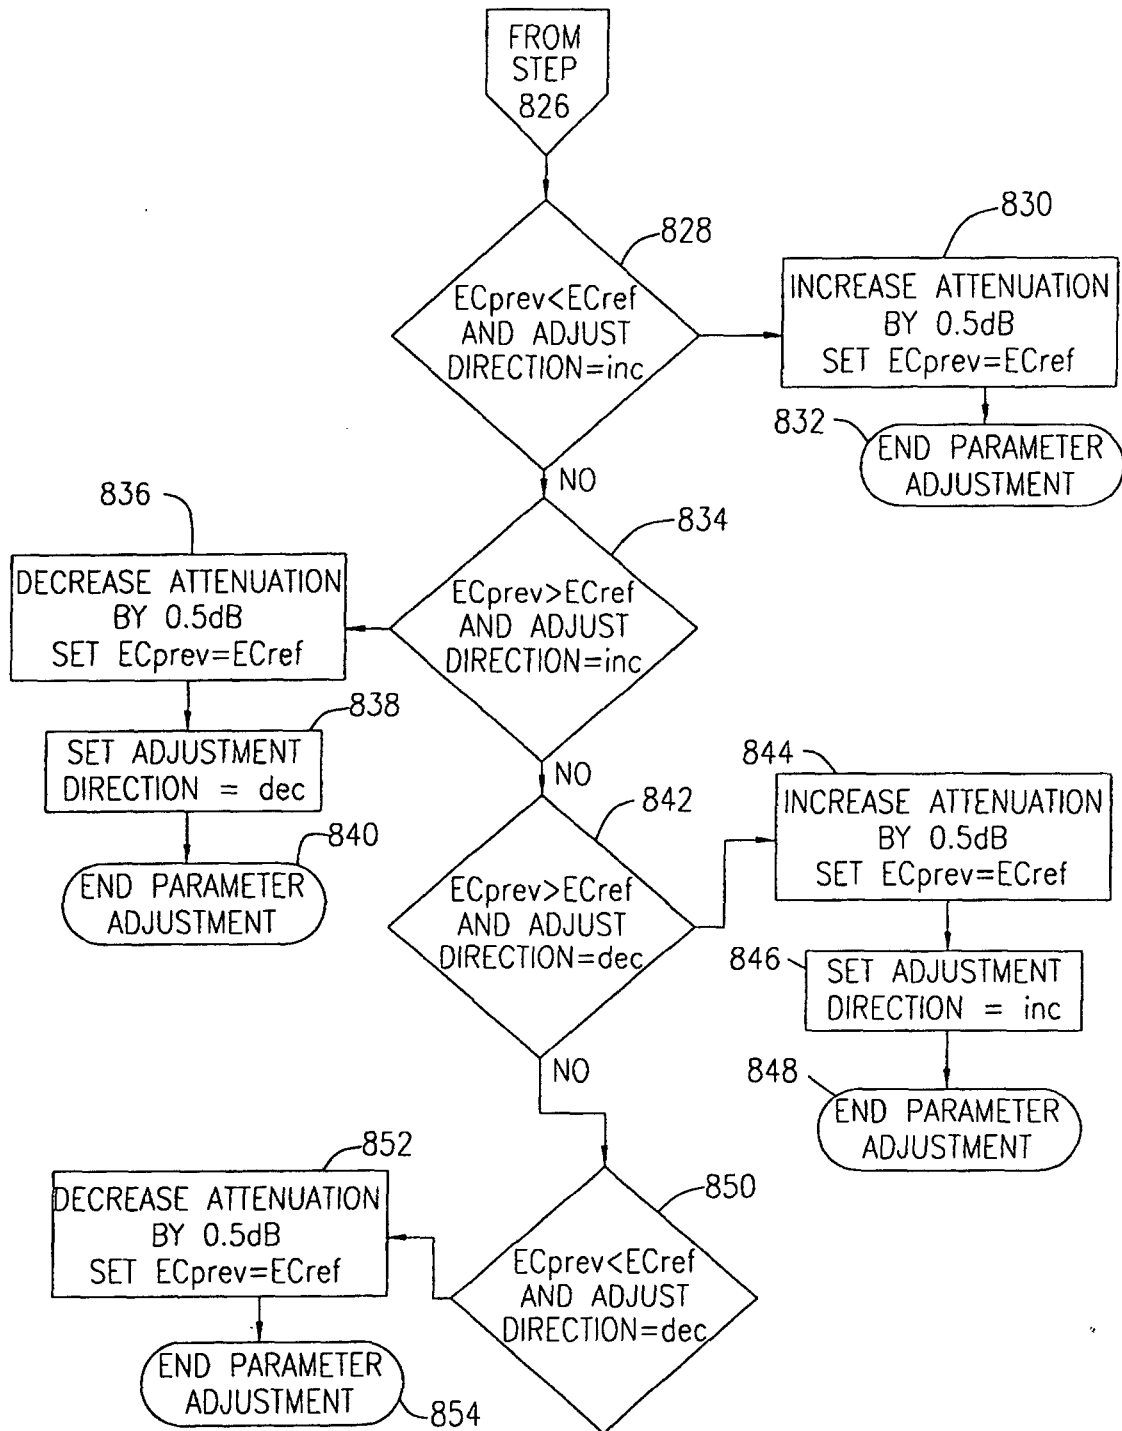 FROM
STEP
826
828
ECprev<ECref
AND ADJUST
DIRECTION=inc
830
INCREASE ATTENUATION
BY 0.5dB
SET ECprev=ECref
832
END PARAMETER
ADJUSTMENT
NO
834
ECprev>ECref
AND ADJUST
DIRECTION=inc
836
DECREASE ATTENUATION
BY 0.5dB
SET ECprev=ECref
838
SET ADJUSTMENT
DIRECTION = dec
840
END PARAMETER
ADJUSTMENT
NO
842
ECprev>ECref
AND ADJUST
DIRECTION=dec
844
INCREASE ATTENUATION
BY 0.5dB
SET ECprev=ECref
846
SET ADJUSTMENT
DIRECTION = inc
848
END PARAMETER
ADJUSTMENT
NO
850
ECprev<ECref
AND ADJUST
DIRECTION=dec
852
DECREASE ATTENUATION
BY 0.5dB
SET ECprev=ECref
END PARAMETER
ADJUSTMENT
854